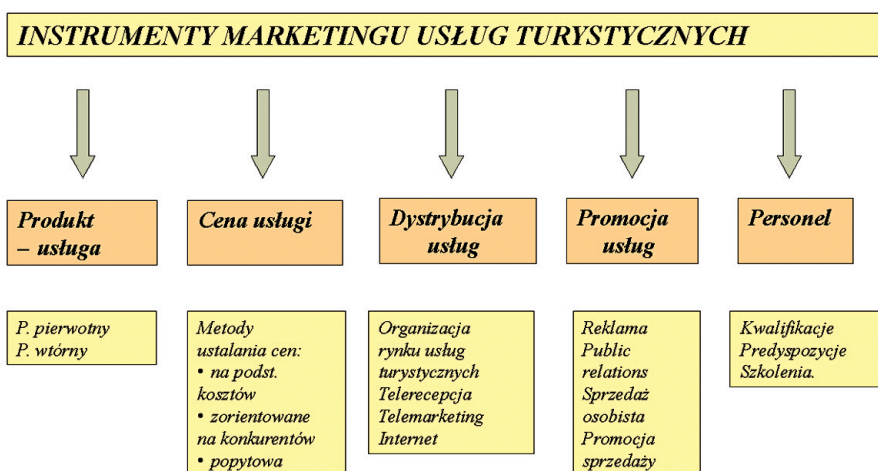 INSTRUMENTY MARKETINGU USŁUG TURYSTYCZNYCH
Produkt
– usługa
Cena usługi
Dystrybucja
usług
Promocja
usług
Personel
P. pierwotny
P. wtórny
Metody
ustalania cen:
• na podst.
kosztów
• zorientowane
na konkurentów
• popytowa
Organizacja
rynku usług
turystycznych
Telerecepcja
Telemarketing
Internet
Reklama
Public
relations
Sprzedaż
osobista
Promocja
sprzedaży
Kwalifikacje
Predyspozycje
Szkolenia.